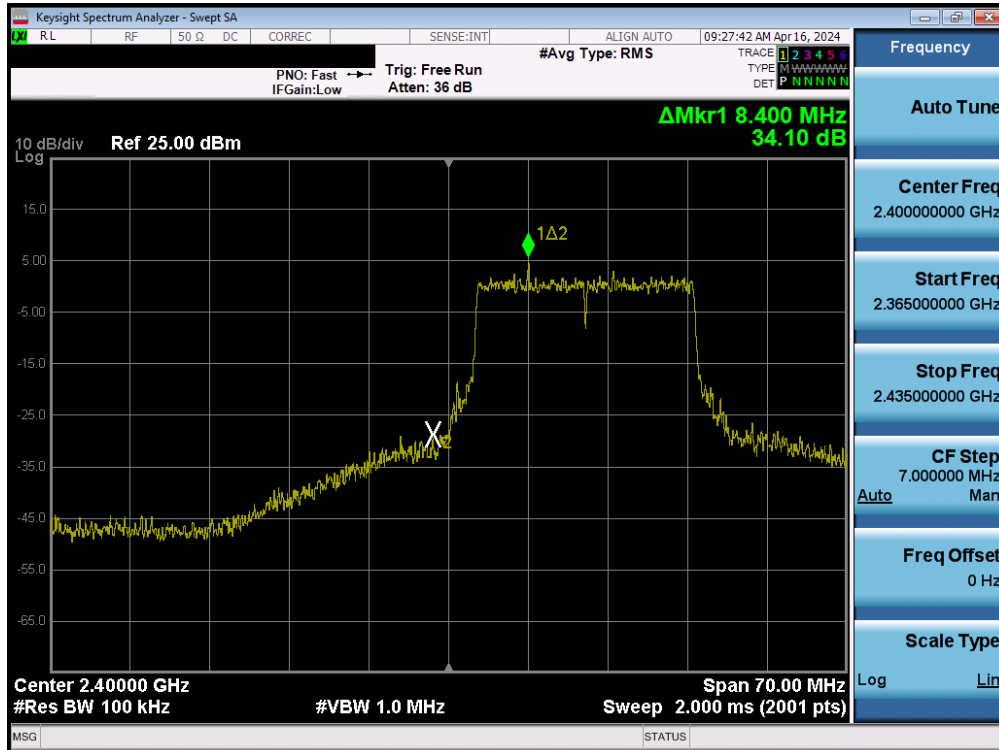 Keysight Spectrum Analyzer - Swept SA
LXI RL RF 50 Ω DC CORREC SENSE:INT ALIGN AUTO 09:27:42 AM Apr 16, 2024
PNO: Fast
IFGain:Low
Trig: Free Run
Atten: 36 dB
#Avg Type: RMS
TRACE 1 2 3 4 5 6
TYPE M W W W W W
DET P N N N N N
ΔMkr1 8.400 MHz
34.10 dB
10 dB/div Ref 25.00 dBm
Log
15.0
5.00
-5.00
-15.0
-25.0
-35.0
-45.0
-55.0
-65.0
1Δ2
2
Center 2.40000 GHz Span 70.00 MHz
#Res BW 100 kHz #VBW 1.0 MHz Sweep 2.000 ms (2001 pts)
MSG STATUS
Frequency
Auto Tune
Center Freq
2.400000000 GHz
Start Freq
2.365000000 GHz
Stop Freq
2.435000000 GHz
CF Step
7.000000 MHz
Auto Man
Freq Offset
0 Hz
Scale Type
Log Lin